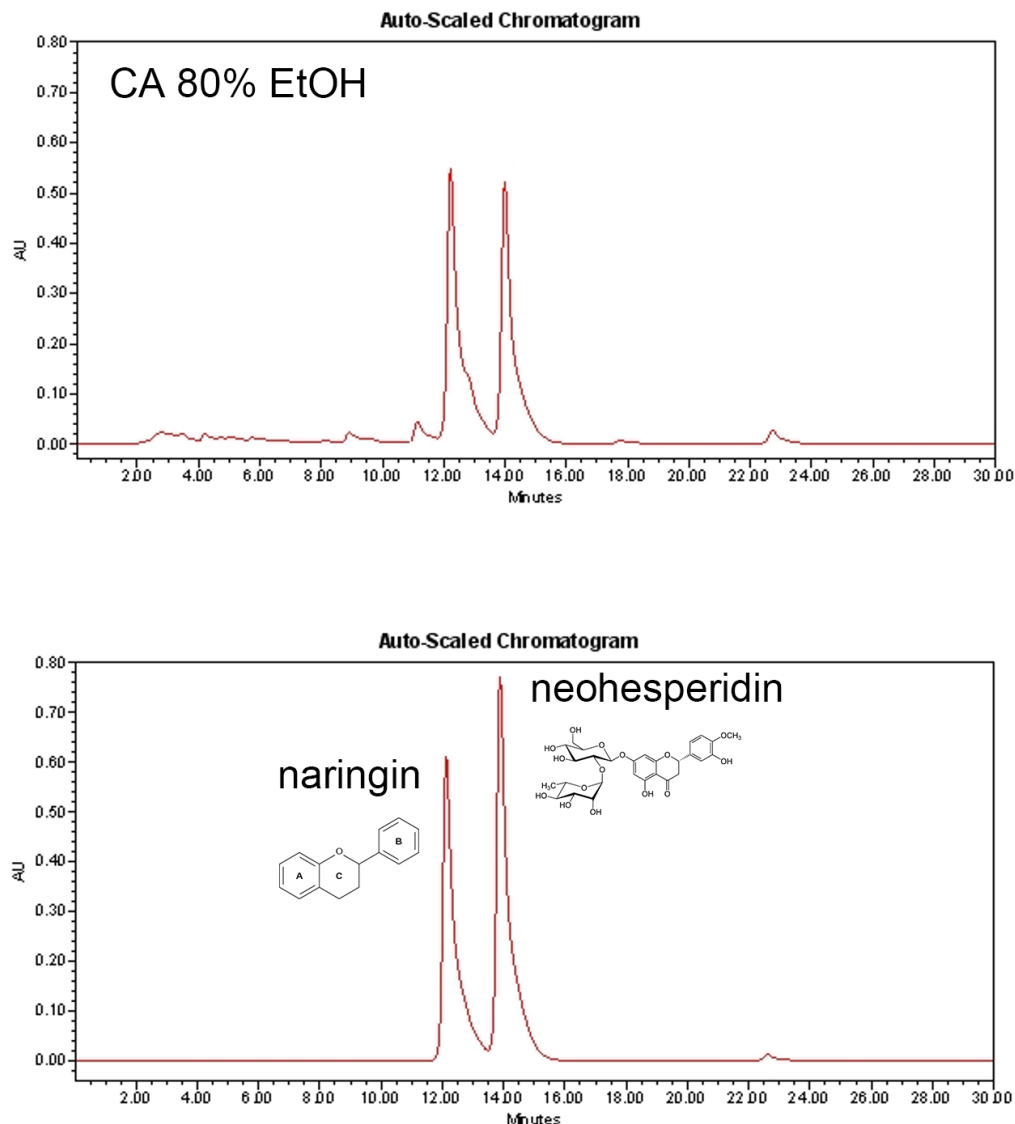 Auto-Scaled Chromatogram
CA 80% EtOH
0.80
0.70
0.60
0.50
0.40
0.30
0.20
0.10
0.00
AU
2.00 4.00 6.00 8.00 10.00 12.00 14.00 16.00 18.00 20.00 22.00 24.00 26.00 28.00 30.00
Minutes
Auto-Scaled Chromatogram
0.80
0.70
0.60
0.50
0.40
0.30
0.20
0.10
0.00
AU
neohesperidin
OH
HO
O
HO
O
O
OCH3
OH
O
OH
O
H3C
O
HO
HO
OH
naringin
O
A
B
C
2.00 4.00 6.00 8.00 10.00 12.00 14.00 16.00 18.00 20.00 22.00 24.00 26.00 28.00 30.00
Minutes